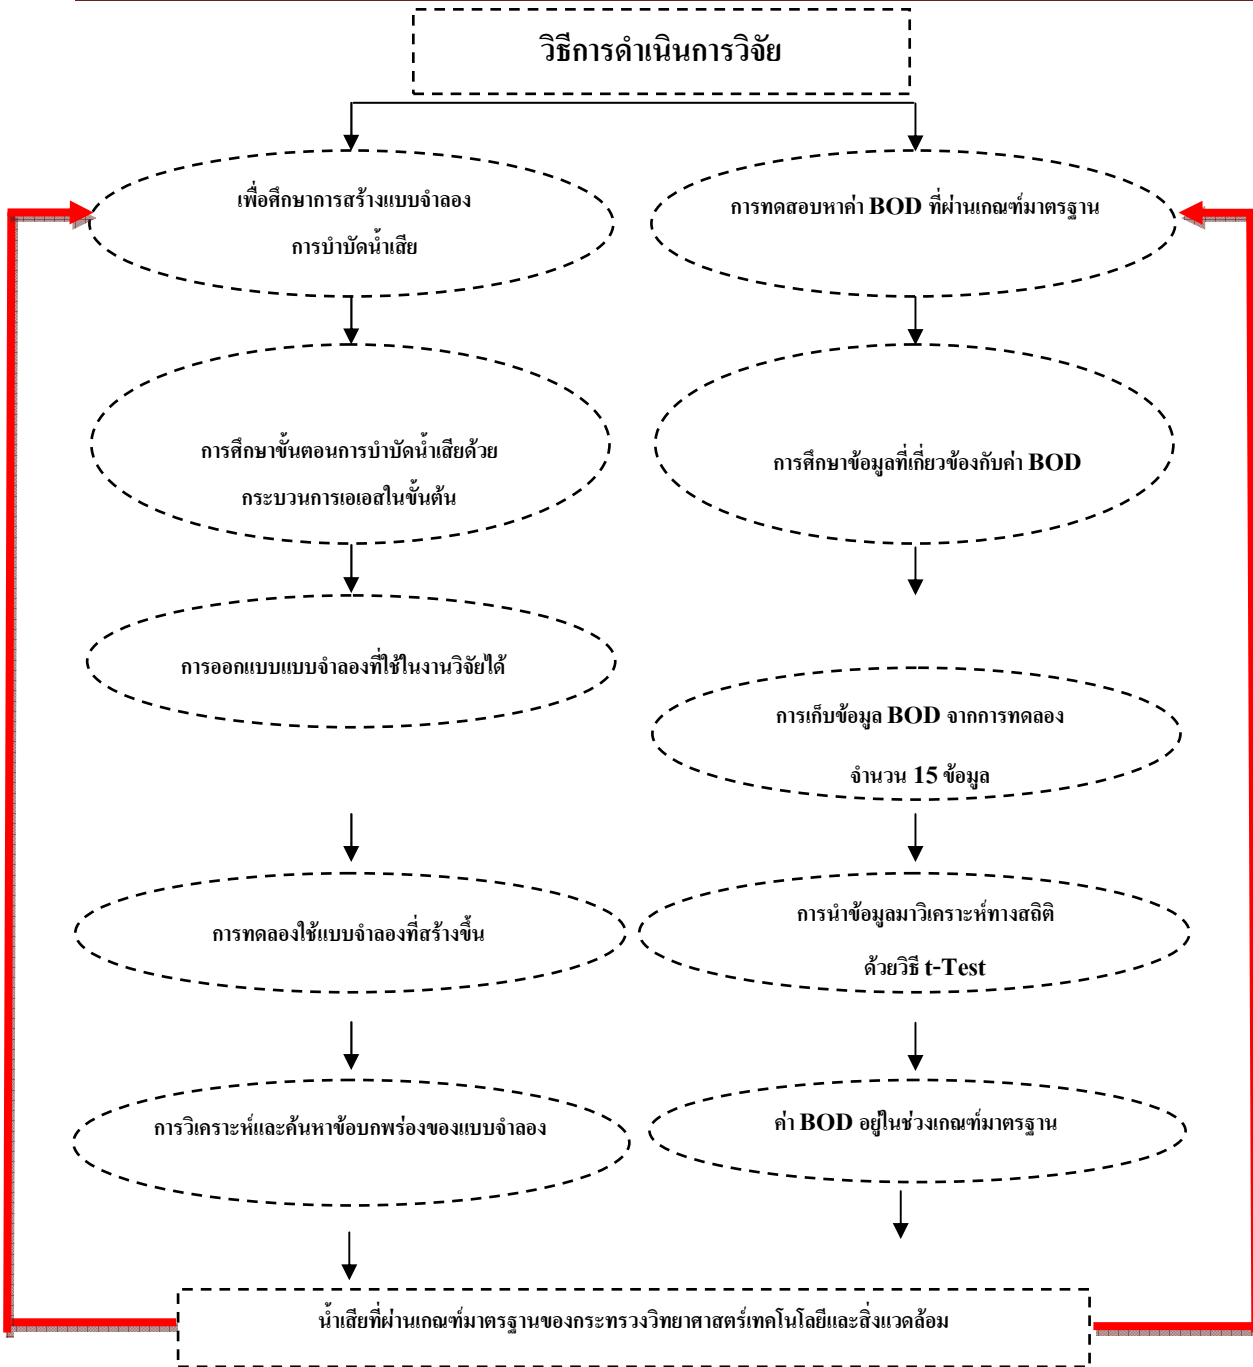 วิธีการดำเนินการวิจัย
เพื่อศึกษาการสร้างแบบจำลอง
การบำบัดน้ำเสีย
การทดสอบหาค่า BOD ที่ผ่านเกณฑ์มาตรฐาน
การศึกษาขั้นตอนการบำบัดน้ำเสียด้วย
กระบวนการเอเอสในขั้นต้น
การศึกษาข้อมูลที่เกี่ยวข้องกับค่า BOD
การออกแบบแบบจำลองที่ใช้ในงานวิจัยได้
การเก็บข้อมูล BOD จากการทดลอง
จำนวน 15 ข้อมูล
การทดลองใช้แบบจำลองที่สร้างขึ้น
การนำข้อมูลมาวิเคราะห์ทางสถิติ
ด้วยวิธี t-Test
การวิเคราะห์และค้นหาข้อบกพร่องของแบบจำลอง
ค่า BOD อยู่ในช่วงเกณฑ์มาตรฐาน
น้ำเสียที่ผ่านเกณฑ์มาตรฐานของกระทรวงวิทยาศาสตร์เทคโนโลยีและสิ่งแวดล้อม